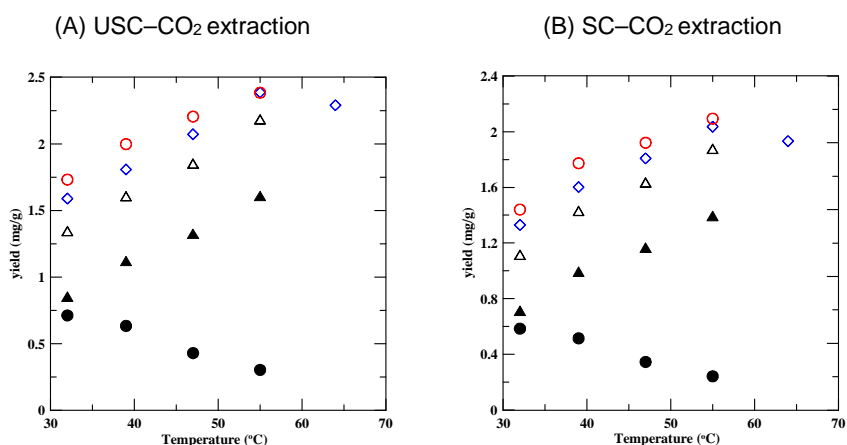 (A) USC–CO₂ extraction
(B) SC–CO₂ extraction
2.5
2
1.5
1
0.5
0
yield (mg/g)
30 40 50 60 70
Temperature (°C)
2.4
2
1.6
1.2
0.8
0.4
0
yield (mg/g)
30 40 50 60 70
Temperature (°C)